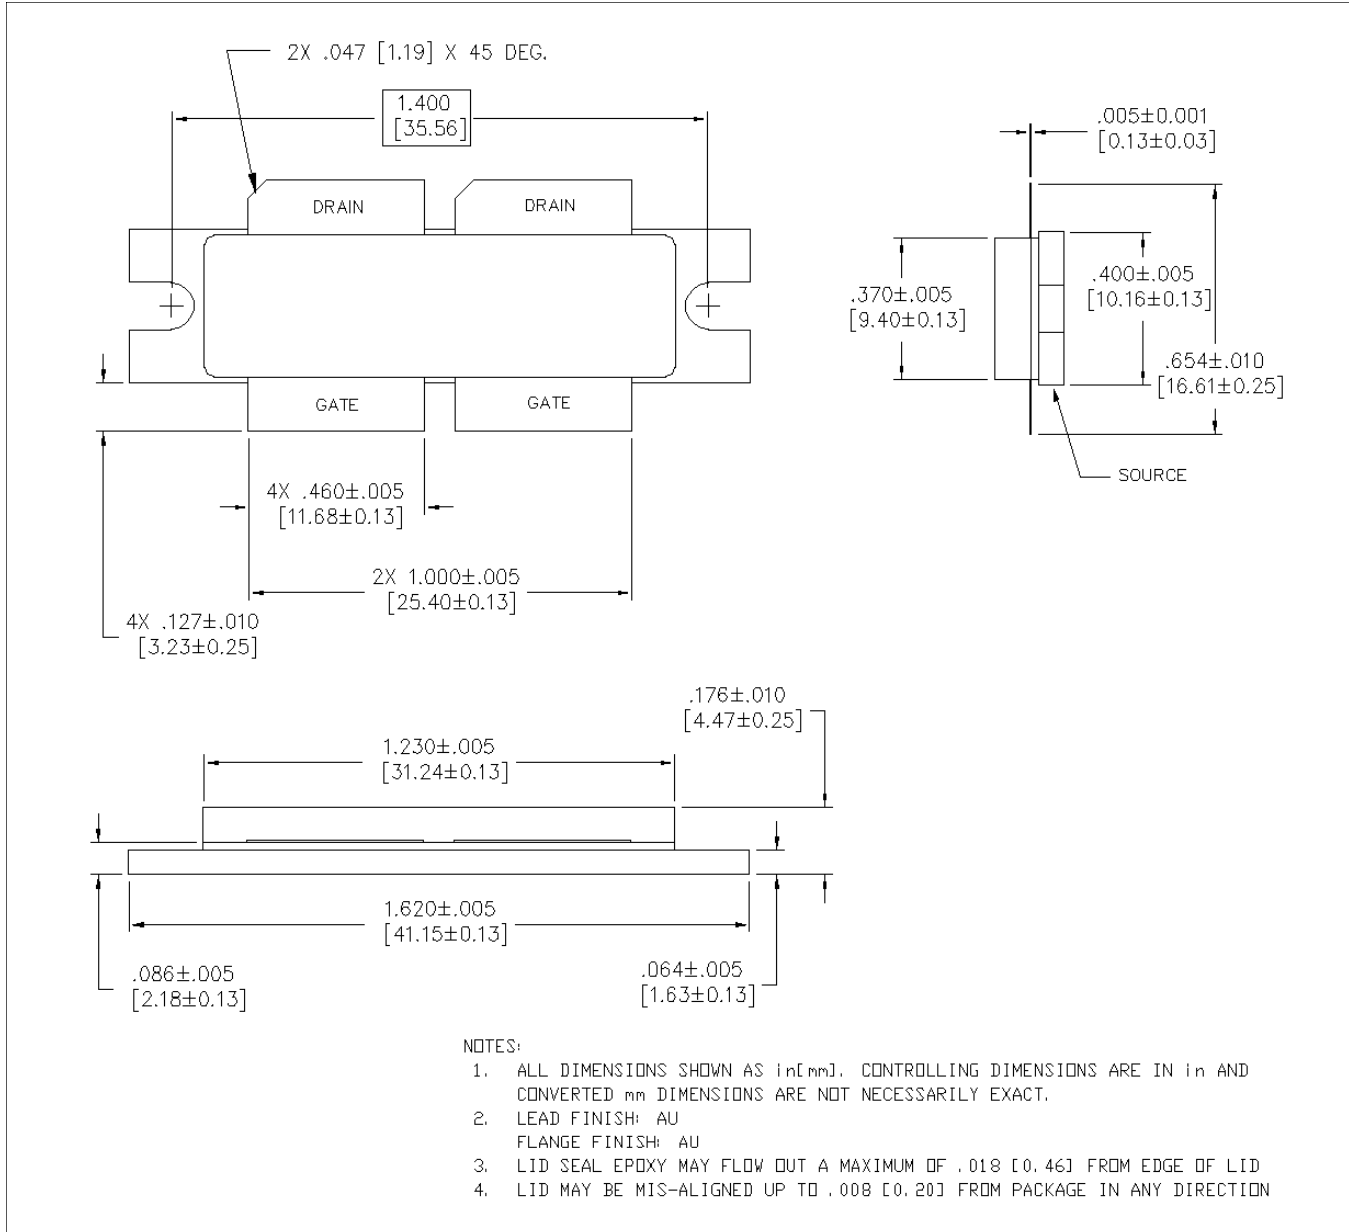 2X .047 [1.19] X 45 DEG.
1.400
[35.56]
DRAIN
DRAIN
GATE
GATE
4X .460±.005
[11.68±0.13]
2X 1.000±.005
[25.40±0.13]
4X .127±.010
[3.23±0.25]
.005±0.001
[0.13±0.03]
.370±.005
[9.40±0.13]
.400±.005
[10.16±0.13]
.654±.010
[16.61±0.25]
SOURCE
.176±.010
[4.47±0.25]
1.230±.005
[31.24±0.13]
1.620±.005
[41.15±0.13]
.086±.005
[2.18±0.13]
.064±.005
[1.63±0.13]
NOTES:
1. ALL DIMENSIONS SHOWN AS in[mm]. CONTROLLING DIMENSIONS ARE IN in AND
CONVERTED mm DIMENSIONS ARE NOT NECESSARILY EXACT.
2. LEAD FINISH: AU
FLANGE FINISH: AU
3. LID SEAL EPOXY MAY FLOW OUT A MAXIMUM OF .018 [0.46] FROM EDGE OF LID
4. LID MAY BE MIS-ALIGNED UP TO .008 [0.20] FROM PACKAGE IN ANY DIRECTION